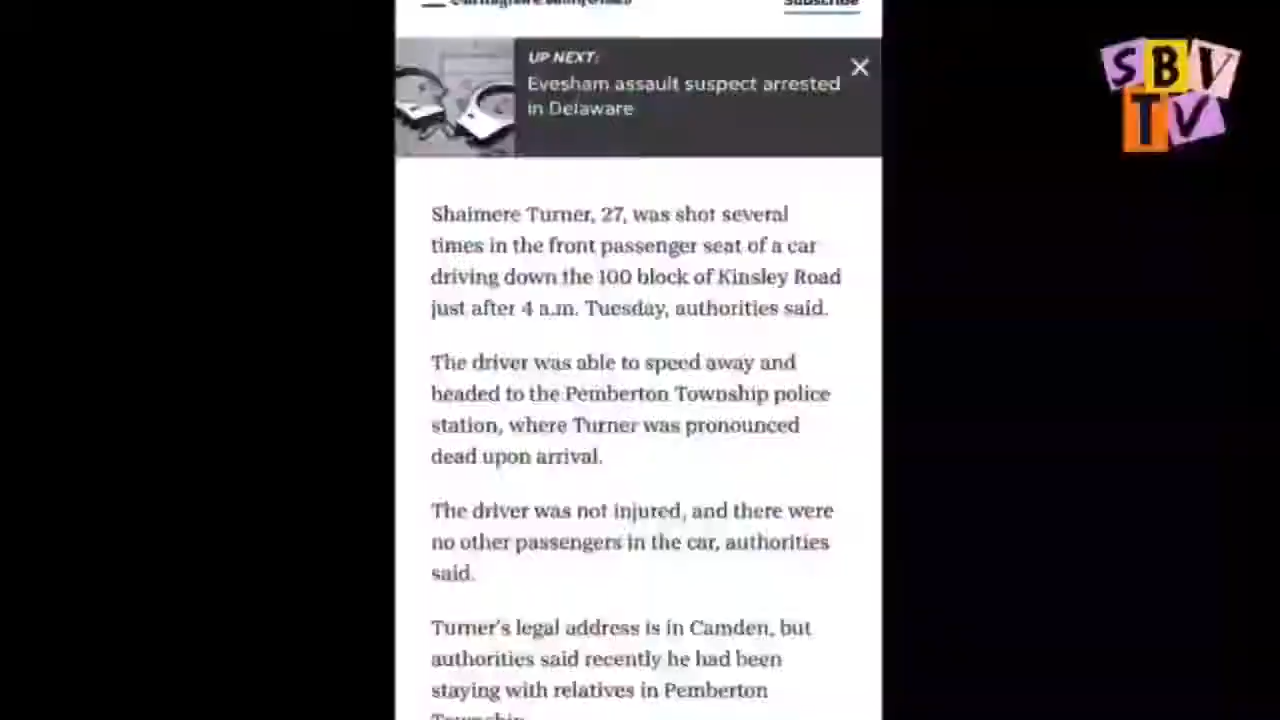 Subscribe
UP NEXT:
Evesham assault suspect arrested
in Delaware
SBV
TV
Shaimere Turner, 27, was shot several
times in the front passenger seat of a car
driving down the 100 block of Kinsley Road
just after 4 a.m. Tuesday, authorities said.
The driver was able to speed away and
headed to the Pemberton Township police
station, where Turner was pronounced
dead upon arrival.
The driver was not injured, and there were
no other passengers in the car, authorities
said.
Turner's legal address is in Camden, but
authorities said recently he had been
staying with relatives in Pemberton
Township.